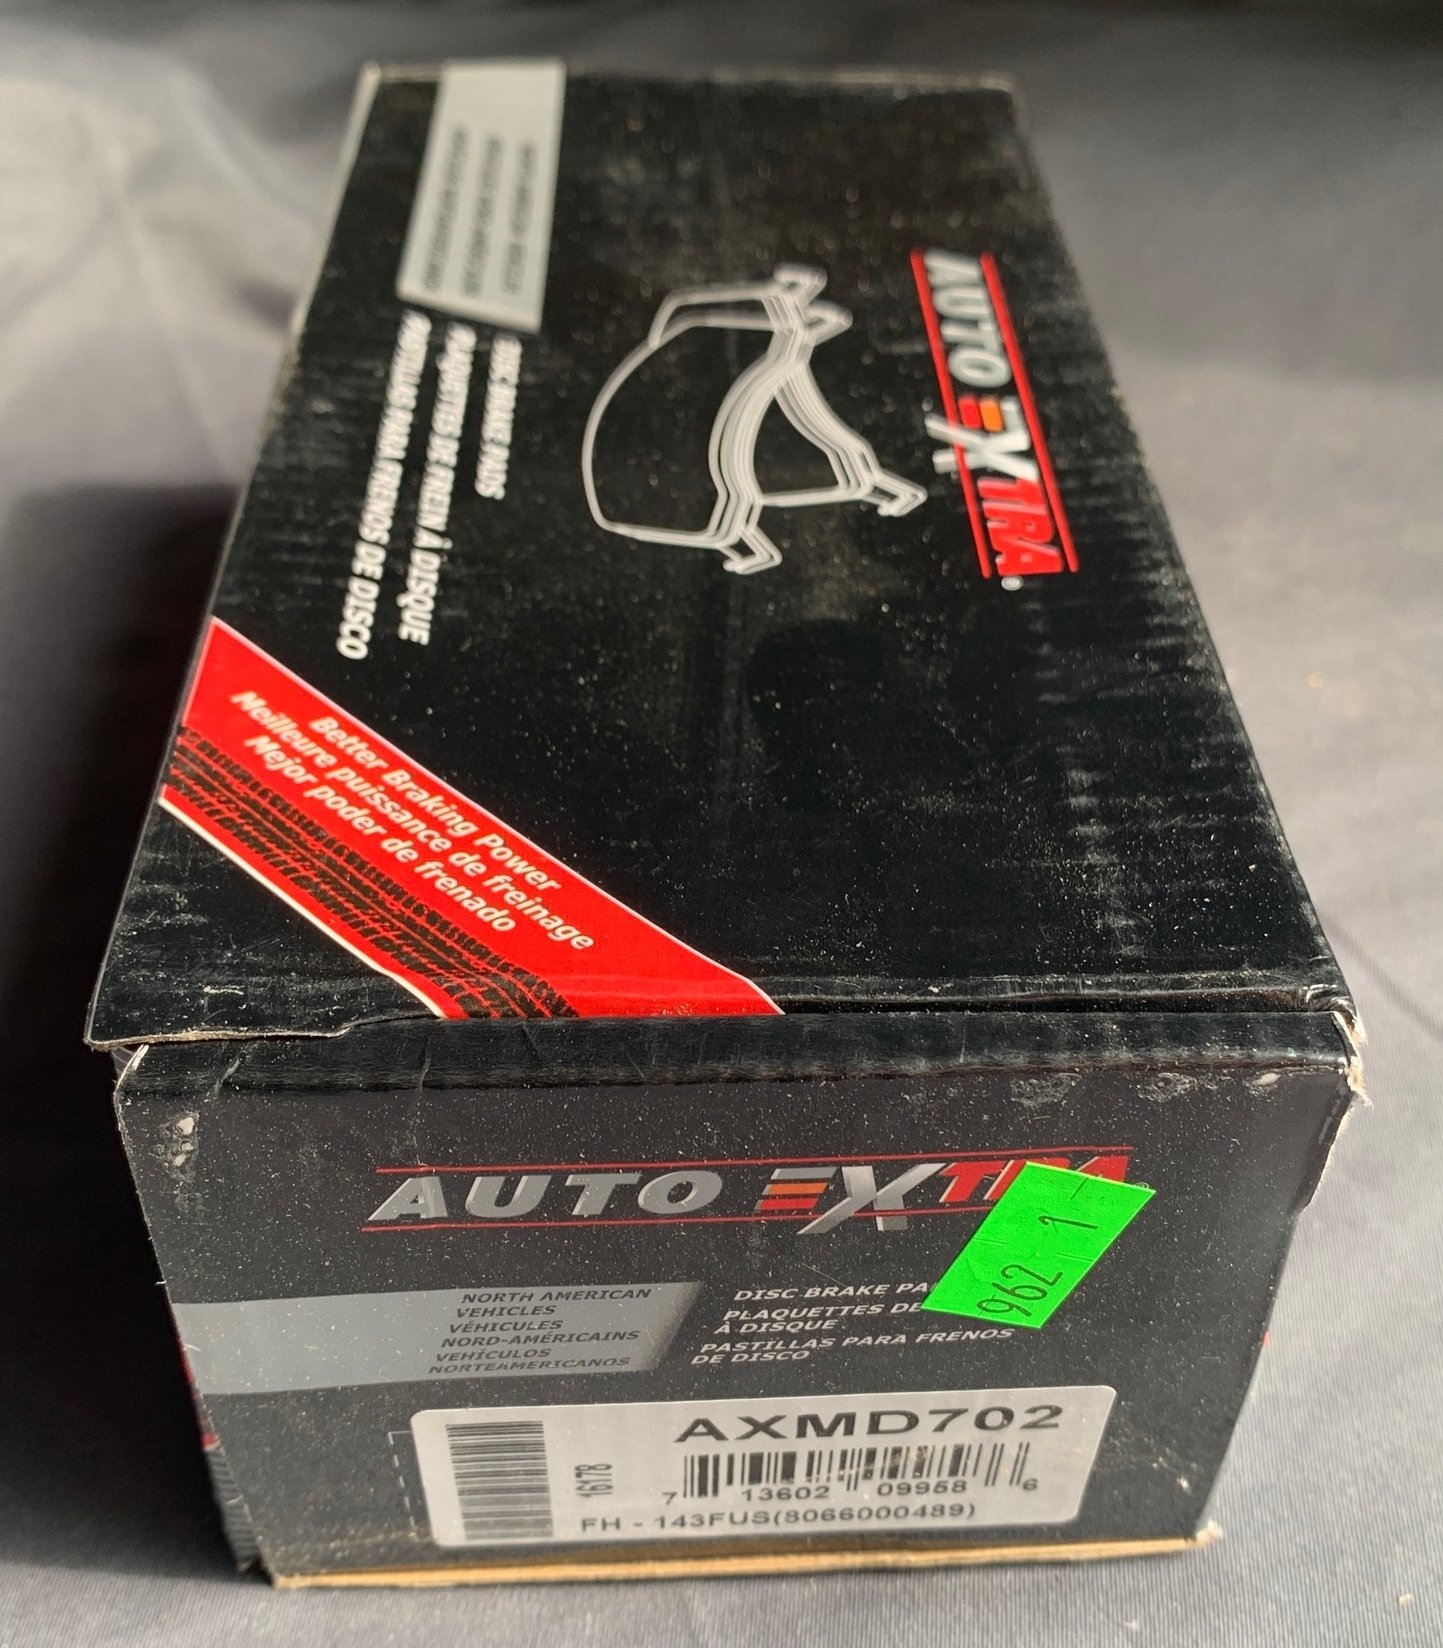 AUTO EXTRA®
DISC BRAKE PADS
PLAQUETTES DE FREIN À DISQUE
PASTILLAS PARA FRENOS DE DISCO
Better Braking Power
Meilleure puissance de freinage
Mejor poder de frenado
AUTO EXTRA®
NORTH AMERICAN
VEHICLES
VÉHICULES
NORD-AMÉRICAINS
VEHÍCULOS
NORTEAMERICANOS
DISC BRAKE
PLAQUETTES DE
À DISQUE
PASTILLAS PARA FRENOS
DE DISCO
962 1
AXMD702
16178
7 13602 09958 6
FH - 143FUS(8066000489)